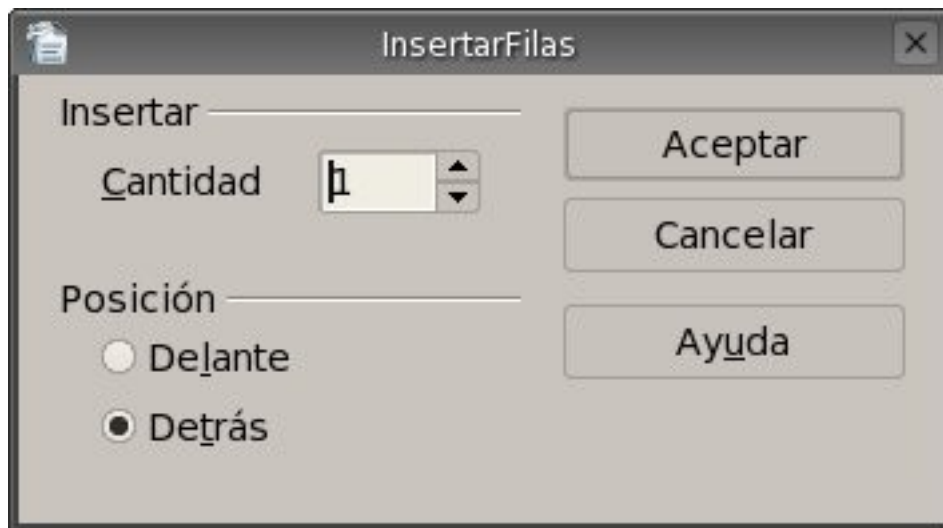 InsertarFilas
Insertar
Cantidad 1
Posición
Delante
Detrás
Aceptar
Cancelar
Ayuda